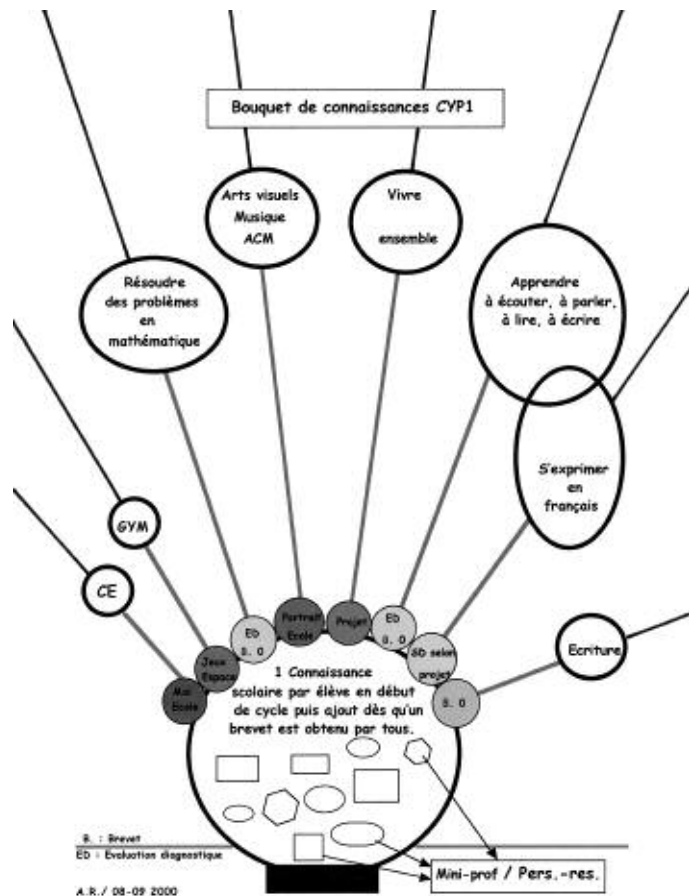 Bouquet de connaissances CYP1
Arts visuels
Musique
ACM
Vivre
ensemble
Résoudre
des problèmes
en
mathématique
Apprendre
à écouter, à parler,
à lire, à écrire
S'exprimer
en
français
GYM
CE
Ecriture
Portrait
Ecole
Projet
Ed
B. 0
ED
B. 0
Jeux
Espace
Sb selon
projet
Moi
Ecole
B. 0
1 Connaissance
scolaire par élève en début
de cycle puis ajout dès qu'un
brevet est obtenu par tous.
B. : Brevet
ED : Evaluation diagnostique
Mini-prof / Pers.-res.
A.R./ 08-09 2000